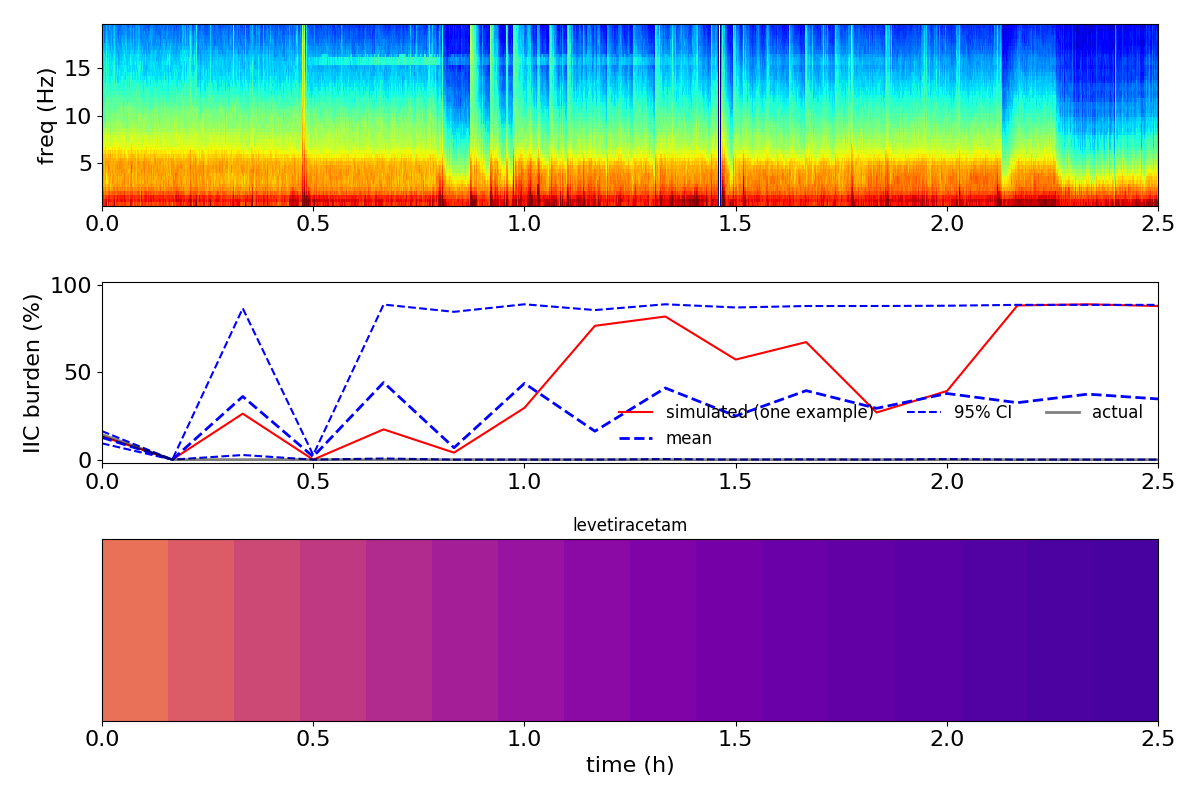 freq (Hz)
15
10
5
0.0 0.5 1.0 1.5 2.0 2.5
IIC burden (%)
100
50
0
simulated (one example) 95% CI actual
mean
0.0 0.5 1.0 1.5 2.0 2.5
levetiracetam
0.0 0.5 1.0 1.5 2.0 2.5
time (h)